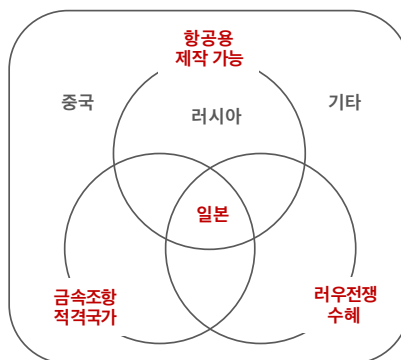 항공용
제작 가능
중국
러시아
기타
일본
금속조항
적격국가
러우전쟁
수혜